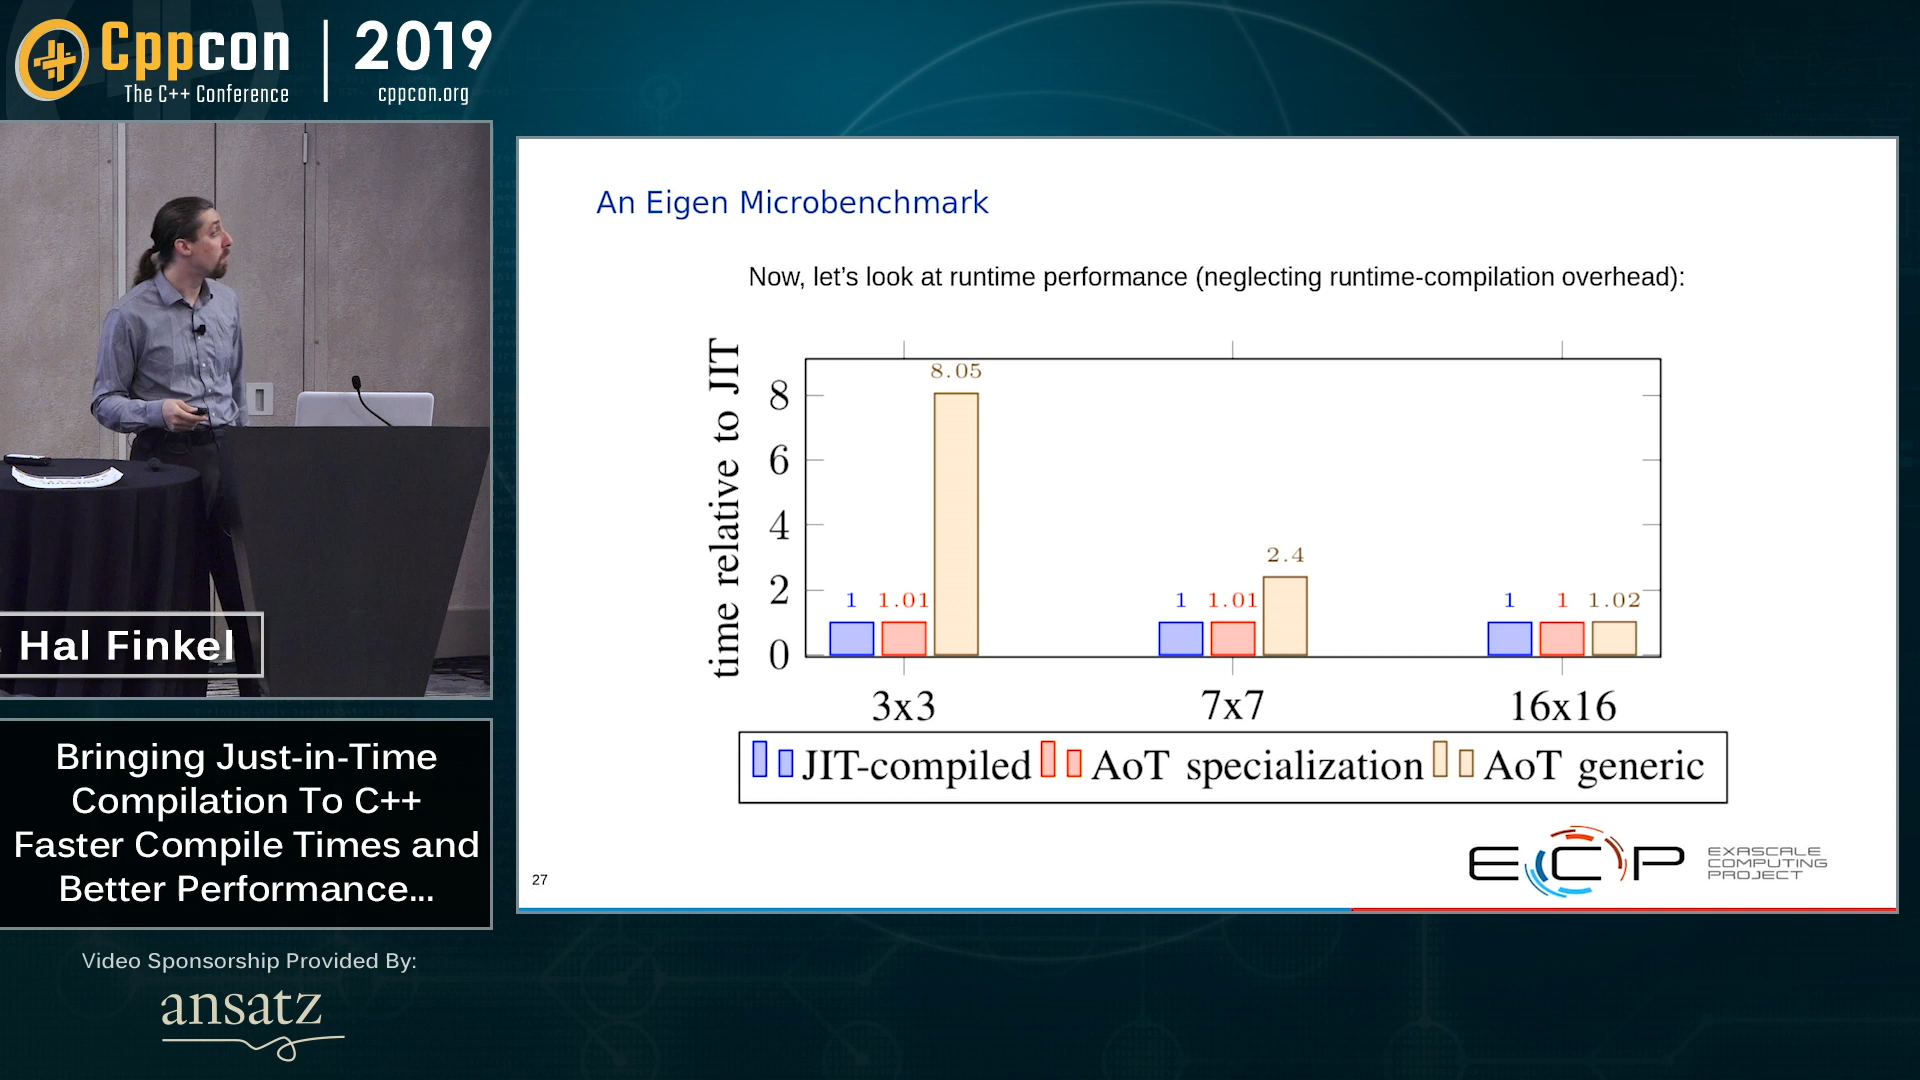 Cppcon
The C++ Conference
2019
cppcon.org
Hal Finkel
Bringing Just-in-Time
Compilation To C++
Faster Compile Times and
Better Performance...
Video Sponsorship Provided By:
ansatz
An Eigen Microbenchmark
Now, let’s look at runtime performance (neglecting runtime-compilation overhead):
time relative to JIT
8
6
4
2
0
1 1.01 8.05
1 1.01 2.4
1 1 1.02
3x3 7x7 16x16
JIT-compiled AoT specialization AoT generic
27
ECP
EXASCALE
COMPUTING
PROJECT